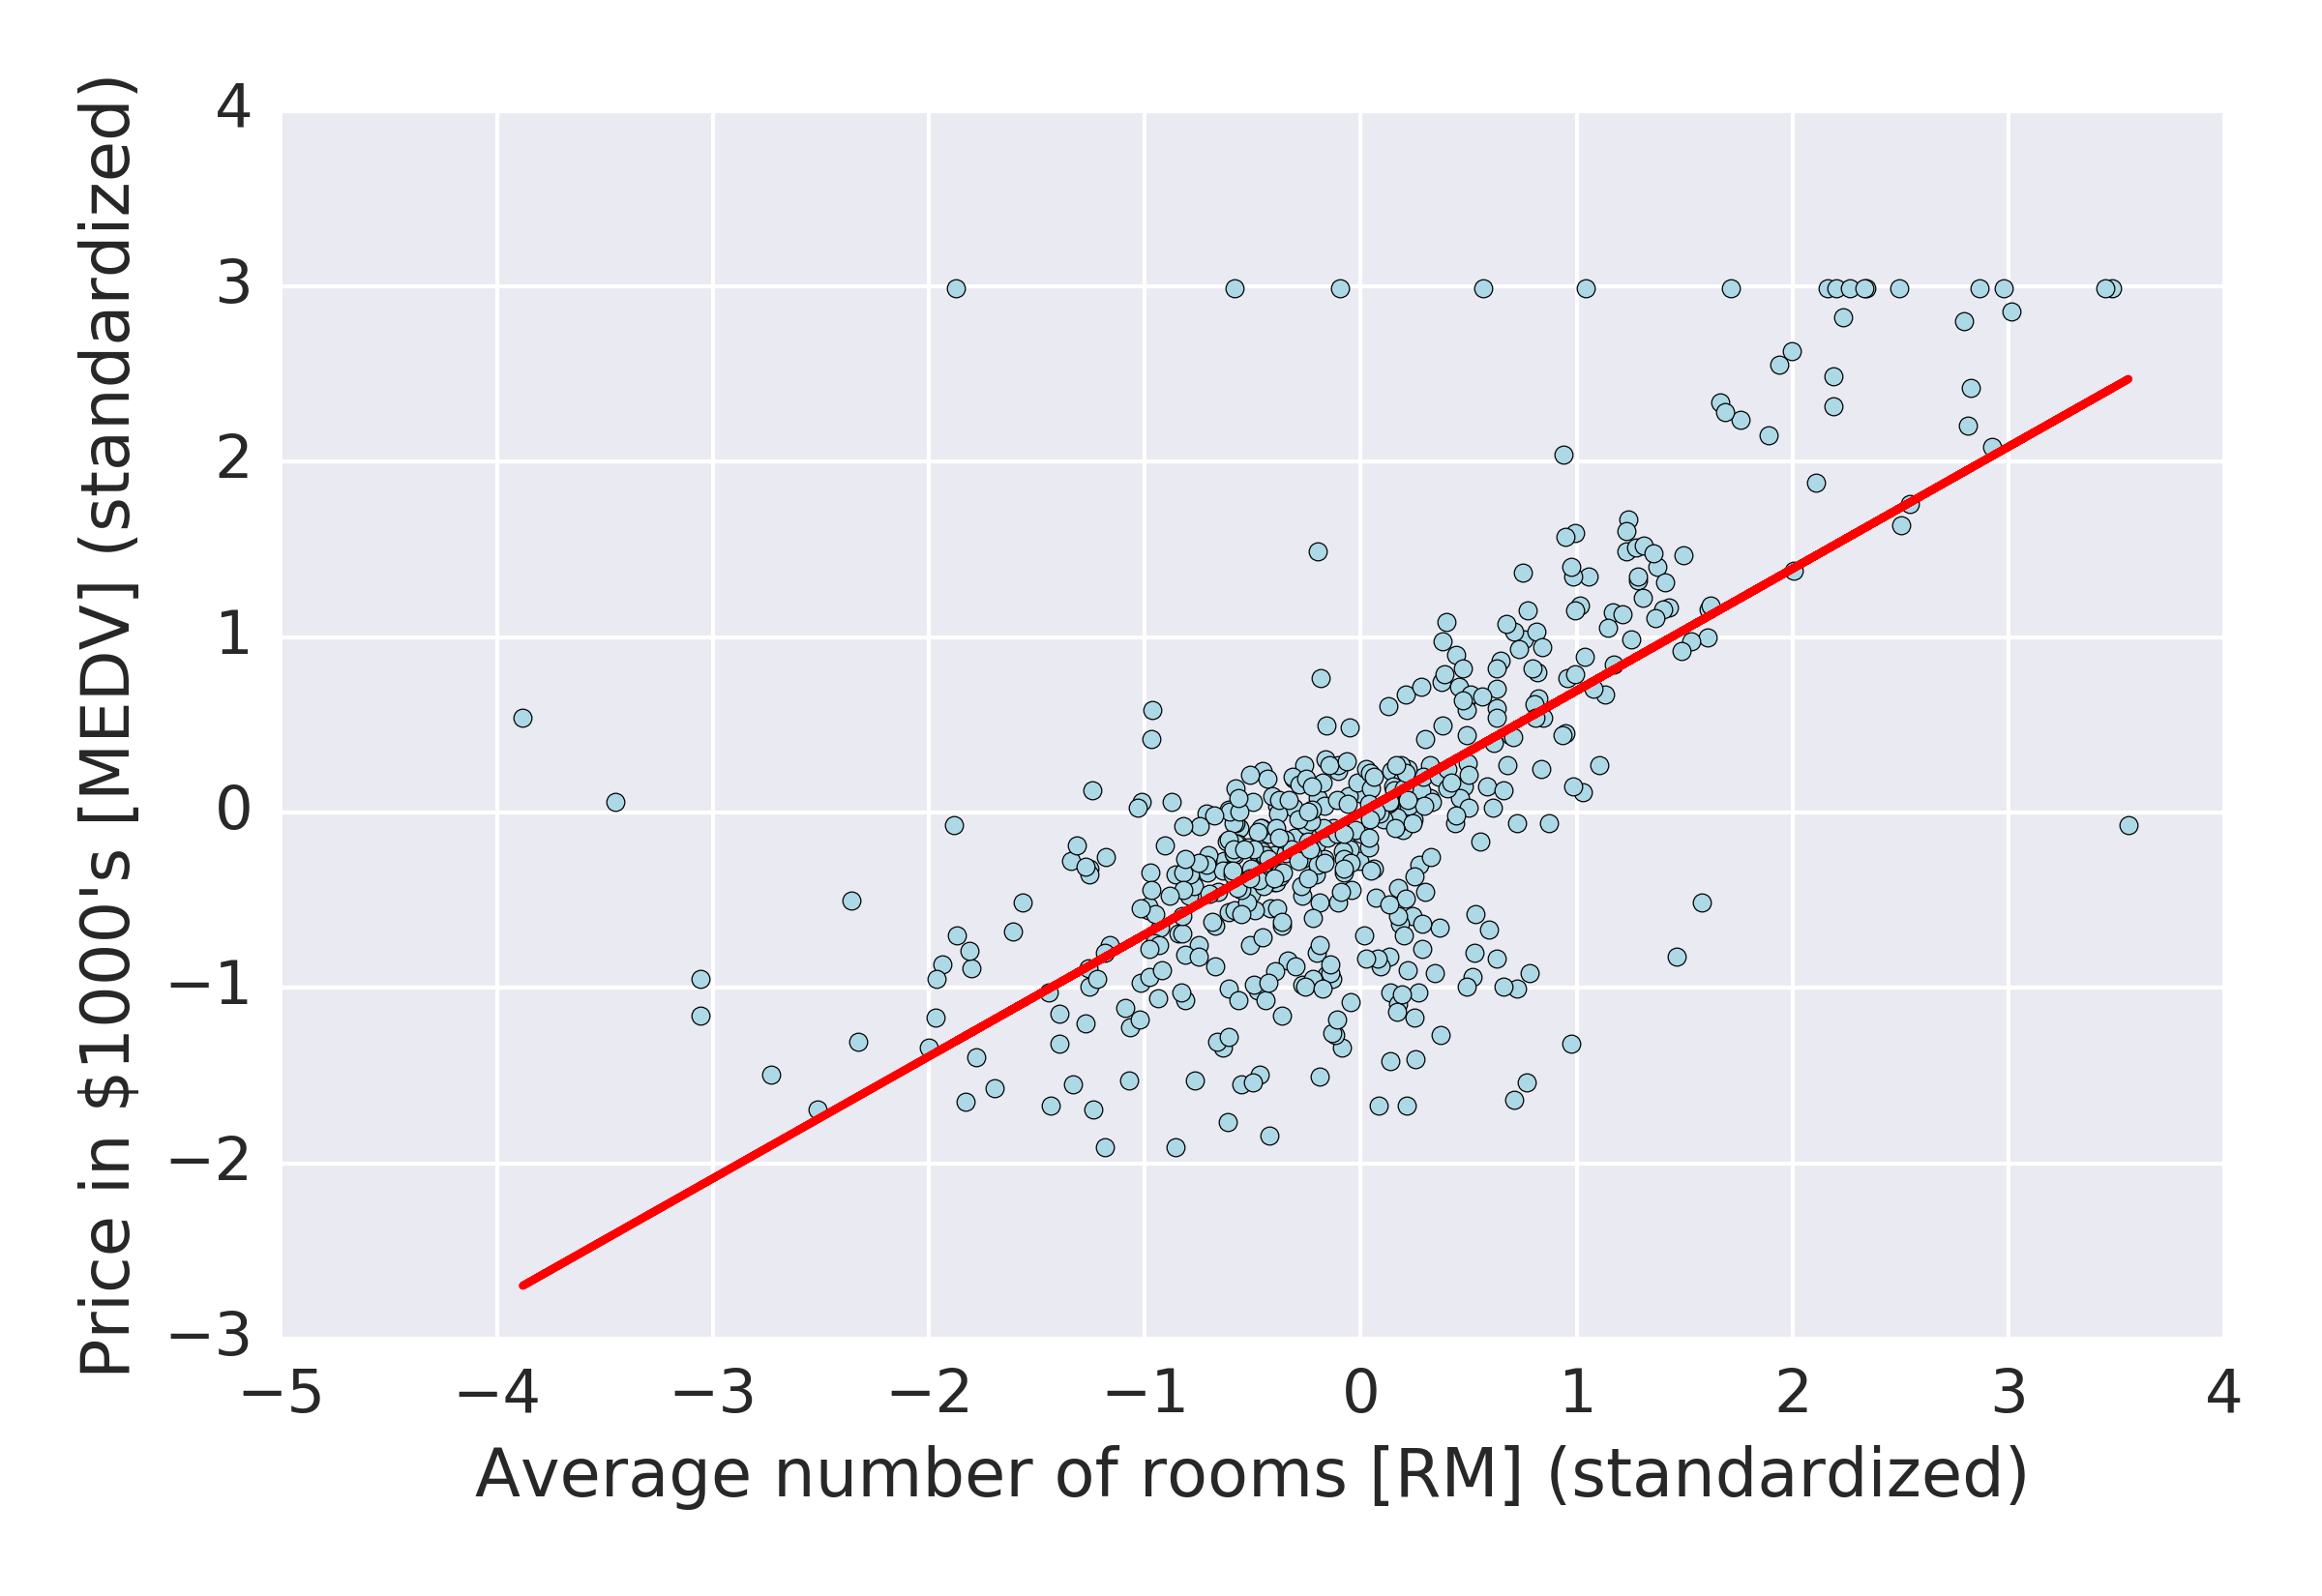 Price in $1000's [MEDV] (standardized)
4
3
2
1
0
−1
−2
−3
−5 −4 −3 −2 −1 0 1 2 3 4
Average number of rooms [RM] (standardized)